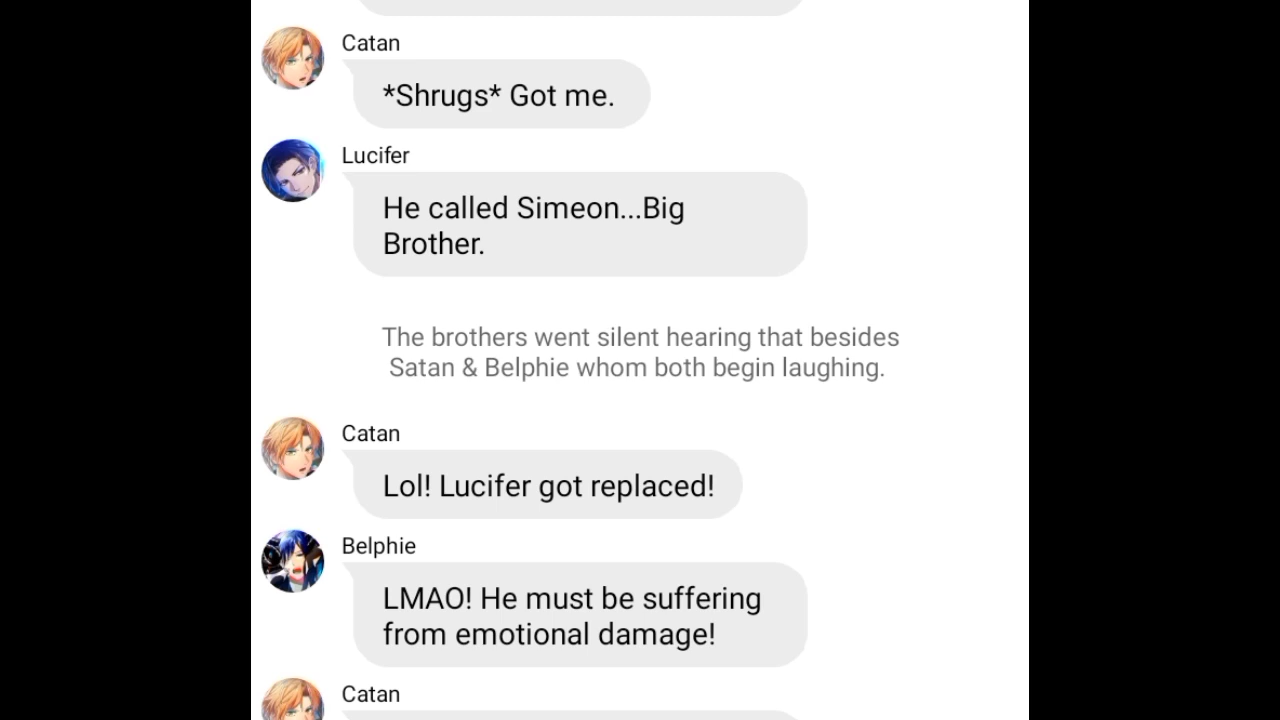 Catan
*Shrugs* Got me.
Lucifer
He called Simeon...Big
Brother.
The brothers went silent hearing that besides
Satan & Belphie whom both begin laughing.
Catan
Lol! Lucifer got replaced!
Belphie
LMAO! He must be suffering
from emotional damage!
Catan